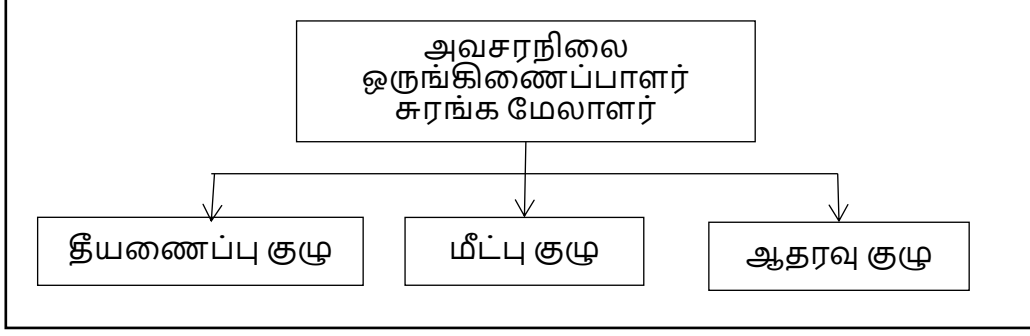 அவசரநிலை
ஒருங்கிணைப்பாளர்
சுரங்க மேலாளர்
தீயணைப்பு குழு
மீட்பு குழு
ஆதரவு குழு